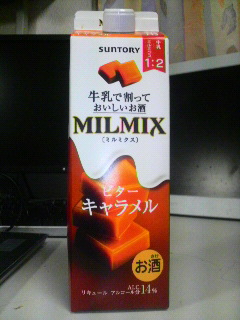 SUNTORY
1:2
牛乳で割って
おいしいお酒
MILMIX
〈ミルミクス〉
ビター
キャラメル
お酒
リキュール アルコール分14%